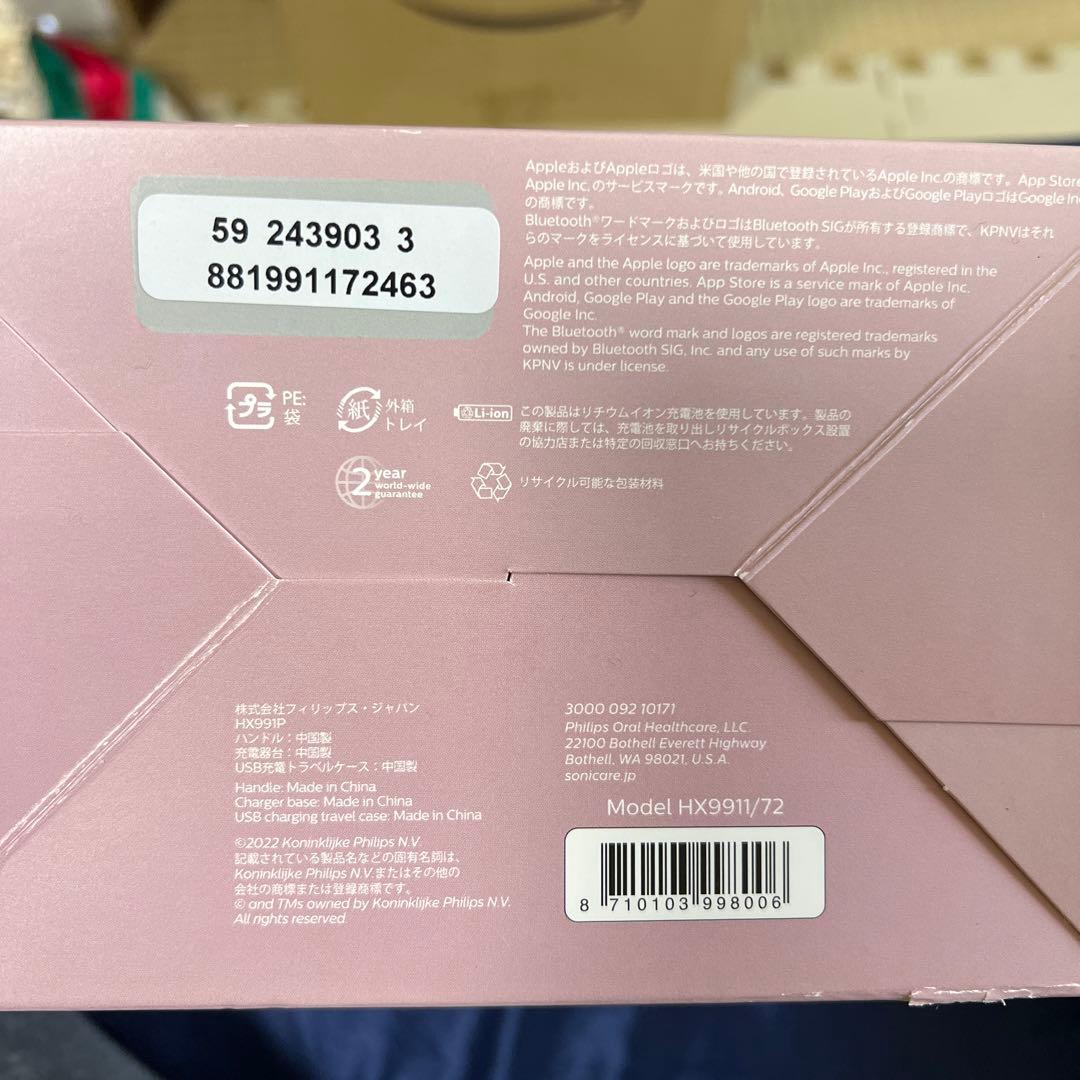 59 243903 3
881991172463
AppleおよびAppleロゴは、米国や他の国で登録されているApple Inc.の商標です。App Store
Apple Inc.のサービスマークです。Android、Google PlayおよびGoogle PlayロゴはGoogle Inc
の商標です。
Bluetooth®ワードマークおよびロゴはBluetooth SIGが所有する登録商標で、KPNVはそれ
らのマークをライセンスに基づいて使用しています。
Apple and the Apple logo are trademarks of Apple Inc., registered in the
U.S. and other countries. App Store is a service mark of Apple Inc.
Android, Google Play and the Google Play logo are trademarks of
Google Inc.
The Bluetooth® word mark and logos are registered trademarks
owned by Bluetooth SIG, Inc. and any use of such marks by
KPNV is under license.
プラ
PE:
袋
紙
外箱
トレイ
Li-ion
この製品はリチウムイオン充電池を使用しています。製品の
廃棄に際しては、充電池を取り出しリサイクルボックス設置
の協力店または特定の回収窓口へお持ちください。
2 year
world-wide
guarantee
リサイクル可能な包装材料
株式会社フィリップス・ジャパン
HX991P
ハンドル：中国製
充電器台：中国製
USB充電トラベルケース：中国製
Handle: Made in China
Charger base: Made in China
USB charging travel case: Made in China
©2022 Koninklijke Philips N.V.
記載されている製品名などの固有名詞は、
Koninklijke Philips N.V.またはその他の
会社の商標または登録商標です。
© and TMs owned by Koninklijke Philips N.V.
All rights reserved.
3000 092 10171
Philips Oral Healthcare, LLC.
22100 Bothell Everett Highway
Bothell, WA 98021, U.S.A.
sonicare.jp
Model HX9911/72
8 710103 998006